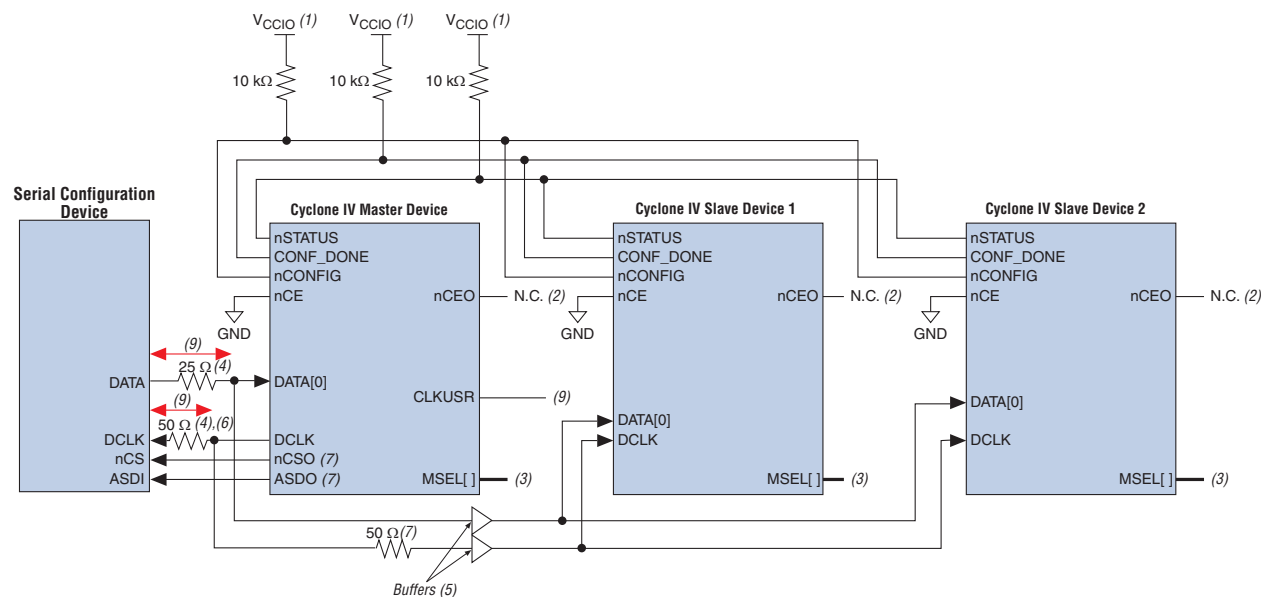 VCCIO (1) VCCIO (1) VCCIO (1)
10 kΩ 10 kΩ 10 kΩ
Serial Configuration
Device
DATA
DCLK
nCS
ASDI
(9)
25 Ω (4)
(9)
50 Ω (4),(6)
Cyclone IV Master Device
nSTATUS
CONF_DONE
nCONFIG
nCE
GND
nCEO N.C. (2)
DATA[0]
CLKUSR (9)
DCLK
nCSO (7)
ASDO (7)
MSEL[ ] (3)
Cyclone IV Slave Device 1
nSTATUS
CONF_DONE
nCONFIG
nCE
GND
nCEO N.C. (2)
DATA[0]
DCLK
MSEL[ ] (3)
Cyclone IV Slave Device 2
nSTATUS
CONF_DONE
nCONFIG
nCE
GND
nCEO N.C. (2)
DATA[0]
DCLK
MSEL[ ] (3)
50 Ω (7)
Buffers (5)